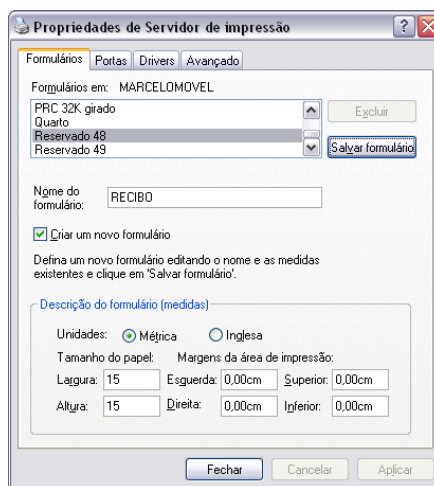 Propriedades de Servidor de impressão
Formulários Portas Drivers Avançado
Formulários em: MARCELOMOVEL
PRC 32K girado
Quarto
Reservado 48
Reservado 49
Excluir
Salvar formulário
Nome do formulário: RECIBO
Criar um novo formulário
Defina um novo formulário editando o nome e as medidas
existentes e clique em 'Salvar formulário'.
Descrição do formulário (medidas)
Unidades: Métrica Inglesa
Tamanho do papel: Margens da área de impressão:
Largura: 15 Esguerda: 0,00cm Superior: 0,00cm
Altura: 15 Direita: 0,00cm Inferior: 0,00cm
Fechar Cancelar Aplicar